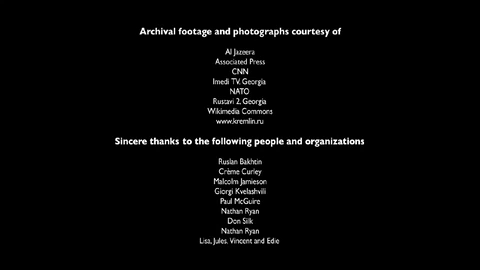 Archival footage and photographs courtesy of
Al Jazeera
Associated Press
CNN
Imedi TV, Georgia
NATO
Rustavi 2, Georgia
Wikimedia Commons
www.kremlin.ru
Sincere thanks to the following people and organizations
Ruslan Bakhtin
Crème Curley
Malcolm Jamieson
Giorgi Kvelashvili
Paul McGuire
Nathan Ryan
Don Silk
Nathan Ryan
Lisa, Jules, Vincent and Edie